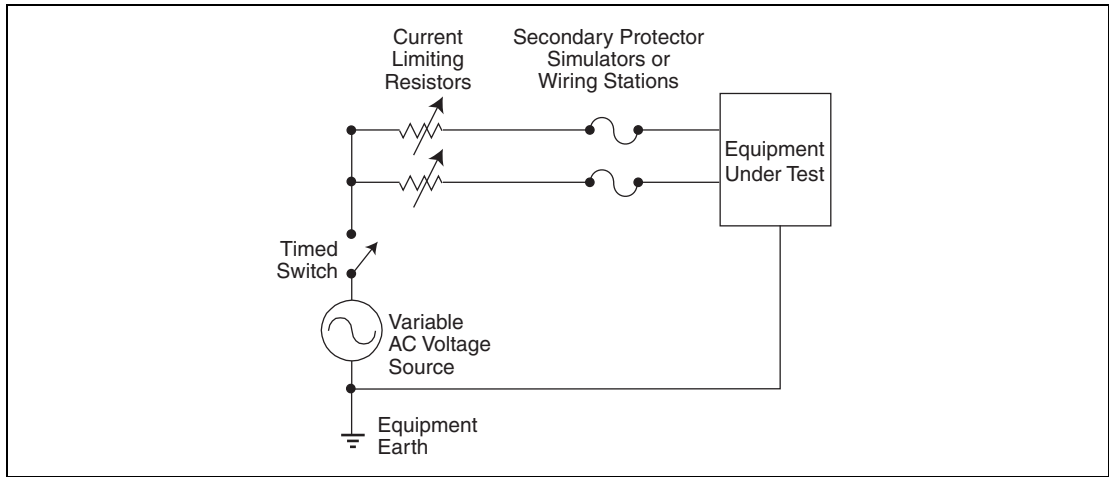 Current
Limiting
Resistors
Secondary Protector
Simulators or
Wiring Stations
Equipment
Under Test
Timed
Switch
Variable
AC Voltage
Source
Equipment
Earth